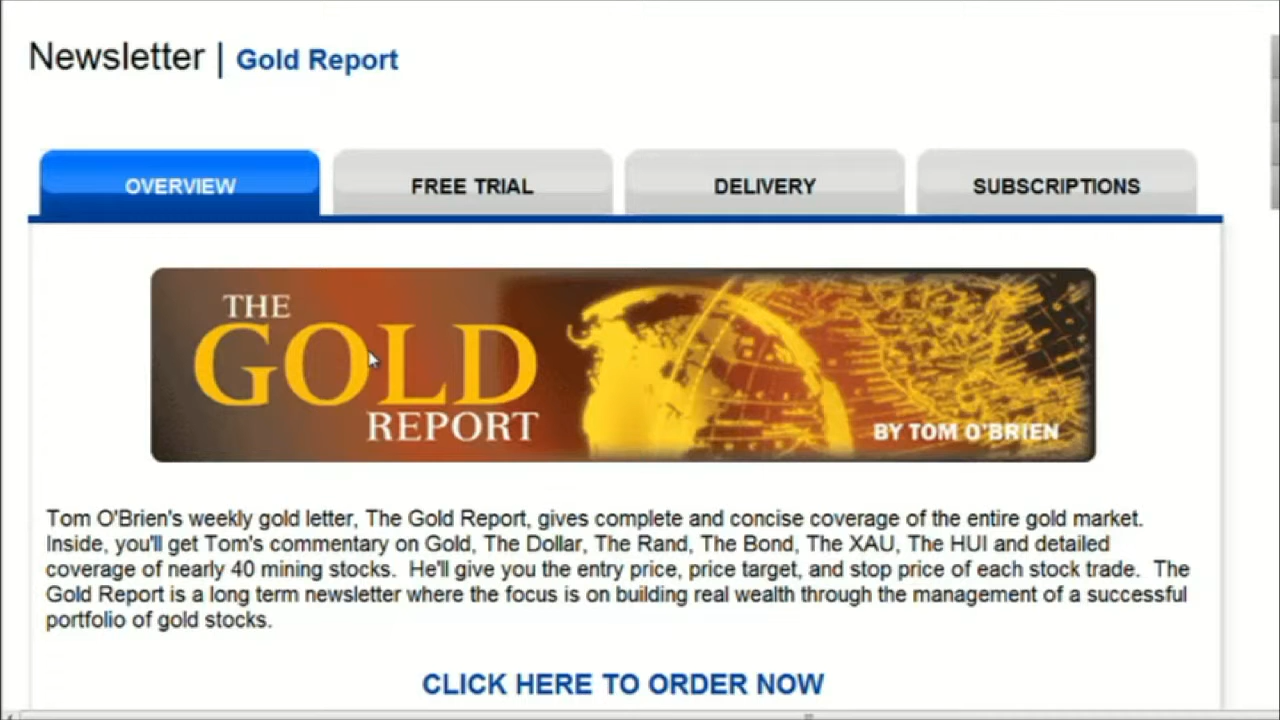 Newsletter | Gold Report
OVERVIEW
FREE TRIAL
DELIVERY
SUBSCRIPTIONS
THE
GOLD
REPORT
BY TOM O'BRIEN
Tom O'Brien's weekly gold letter, The Gold Report, gives complete and concise coverage of the entire gold market.
Inside, you'll get Tom's commentary on Gold, The Dollar, The Rand, The Bond, The XAU, The HUI and detailed
coverage of nearly 40 mining stocks.  He'll give you the entry price, price target, and stop price of each stock trade.  The
Gold Report is a long term newsletter where the focus is on building real wealth through the management of a successful
portfolio of gold stocks.
CLICK HERE TO ORDER NOW